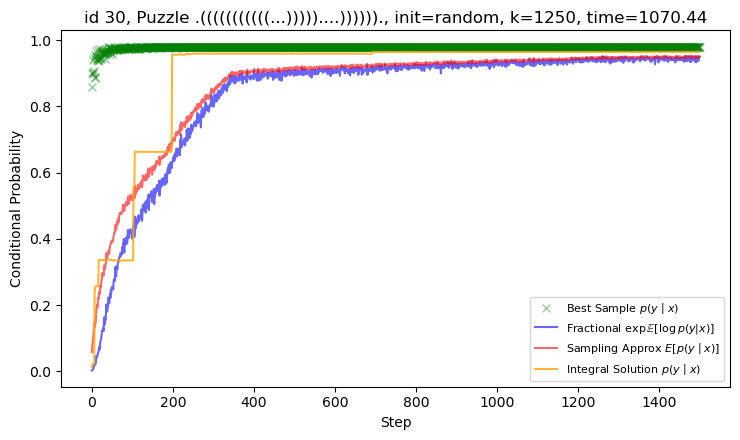 id 30, Puzzle .(((((((((((...)))))....))))))., init=random, k=1250, time=1070.44
Conditional Probability
1.0
0.8
0.6
0.4
0.2
0.0
Best Sample p(y | x)
Fractional exp𝔼[log p(y|x)]
Sampling Approx E[p(y | x)]
Integral Solution p(y | x)
0 200 400 600 800 1000 1200 1400
Step